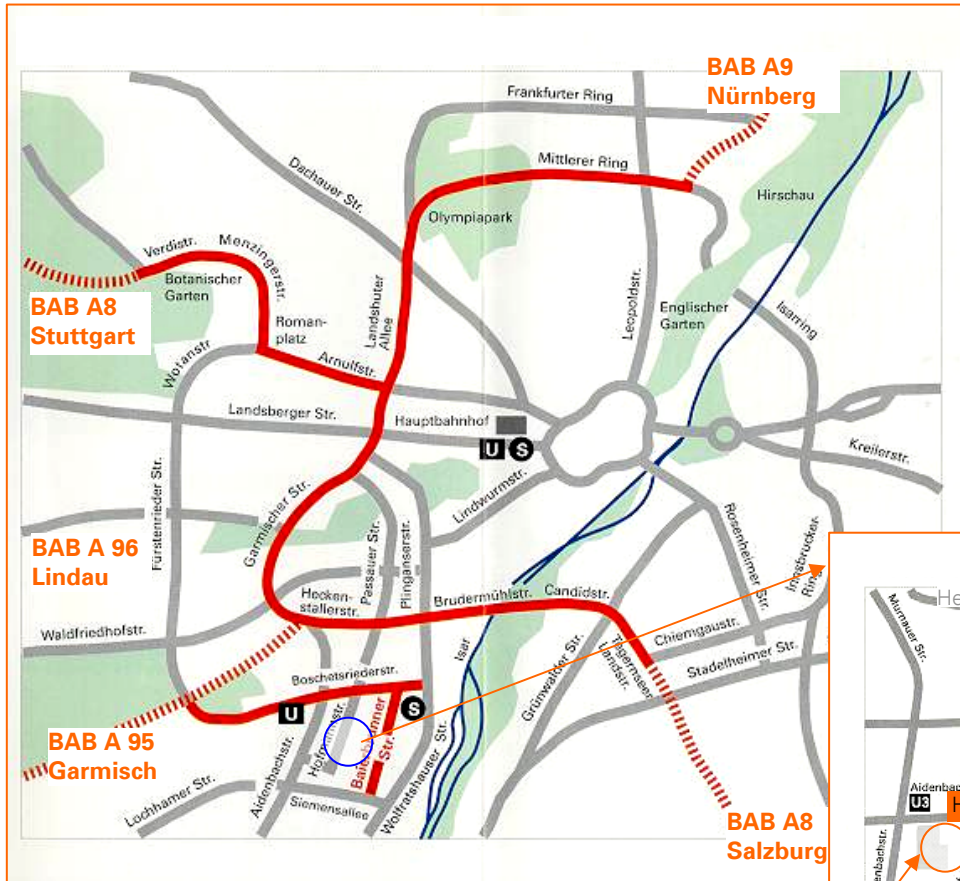 BAB A9
Nürnberg
Frankfurter Ring
Mittlerer Ring
Dachauer Str.
Hirschau
Olympiapark
Verdistr.
Menzingerstr.
Botanischer
Garten
BAB A8
Stuttgart
Roman-
platz
Landshuter
Allee
Leopoldstr.
Englischer
Garten
Isarring
Wotanstr
Arnulfstr.
Landsberger Str.
Hauptbahnhof
U S
Kreilerstr.
Lindwurmstr.
Fürstenrieder Str.
Garmischer Str.
Passauer Str.
Plinganserstr.
Rosenheimer Str.
Innsbrucker-
Ring
BAB A 96
Lindau
Hecken-
stallerstr.
Brudermühlstr.
Candidstr.
Waldfriedhofstr.
Isar
Chiemgaustr.
Tegernseer
Landstr.
Stadelheimer Str.
Grünwalder Str.
Boschetsriederstr.
U
S
Str.
BAB A 95
Garmisch
Aidenbachstr.
Wolfratshauser Str.
Lochhamer Str.
Siemensallee
BAB A8
Salzburg
He
Murnauer Str.
Aidenbac
U3
H
enbachstr.